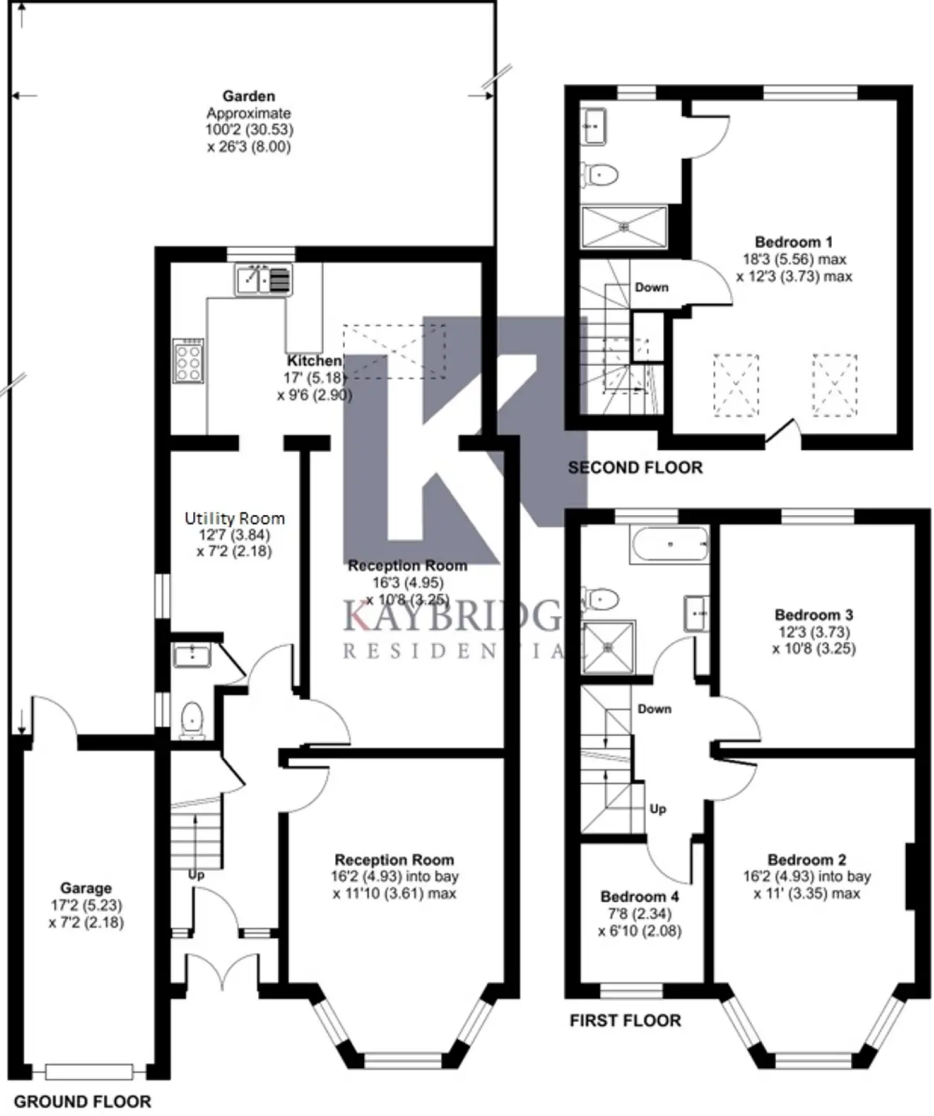 Garden
Approximate
100'2 (30.53)
x 26'3 (8.00)
Kitchen
17' (5.18)
x 9'6 (2.90)
Utility Room
12'7 (3.84)
x 7'2 (2.18)
Reception Room
16'3 (4.95)
x 10'8 (3.25)
KAYBRIDGE
RESIDENTIA
Up
Reception Room
16'2 (4.93) into bay
x 11'10 (3.61) max
Garage
17'2 (5.23)
x 7'2 (2.18)
GROUND FLOOR
Bedroom 1
18'3 (5.56) max
x 12'3 (3.73) max
Down
SECOND FLOOR
Bedroom 3
12'3 (3.73)
x 10'8 (3.25)
Down
Up
Bedroom 2
16'2 (4.93) into bay
x 11' (3.35) max
Bedroom 4
7'8 (2.34)
x 6'10 (2.08)
FIRST FLOOR